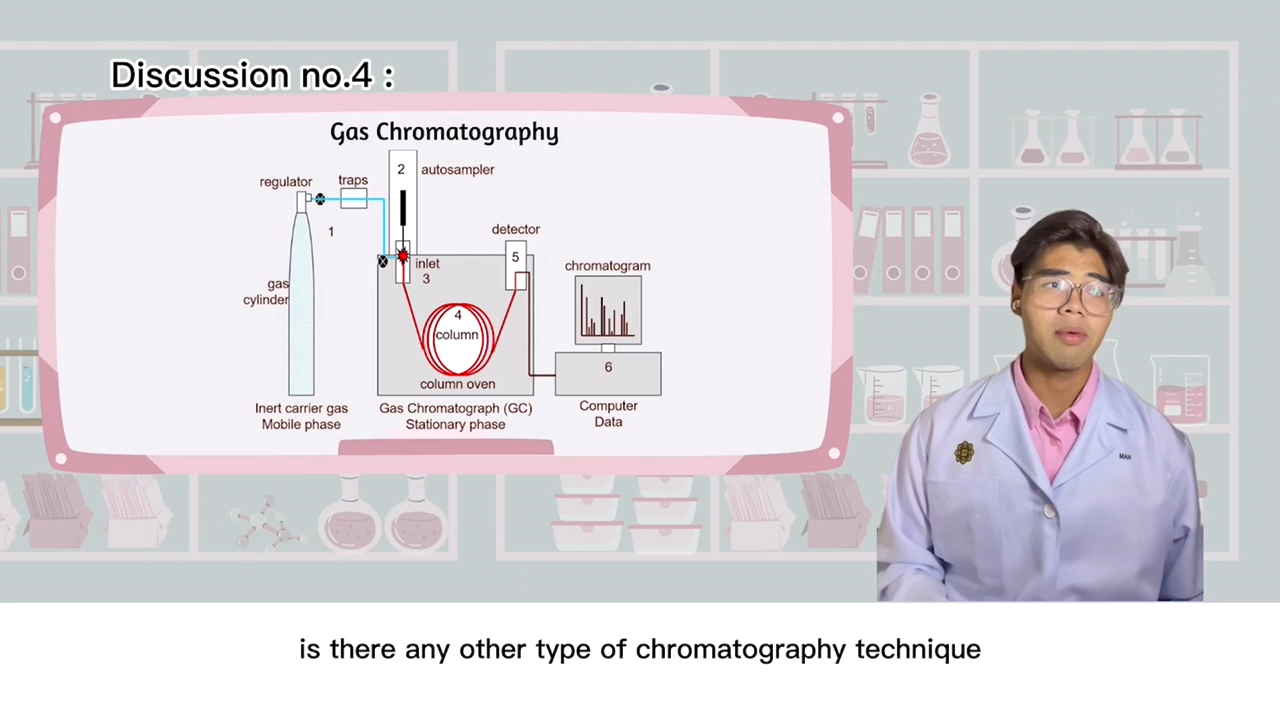 Discussion no.4 :
Gas Chromatography
2
autosampler
regulator
traps
1
detector
5
inlet
3
chromatogram
gas
cylinder
4
column
6
column oven
Inert carrier gas
Mobile phase
Gas Chromatograph (GC)
Stationary phase
Computer
Data
MAH
is there any other type of chromatography technique